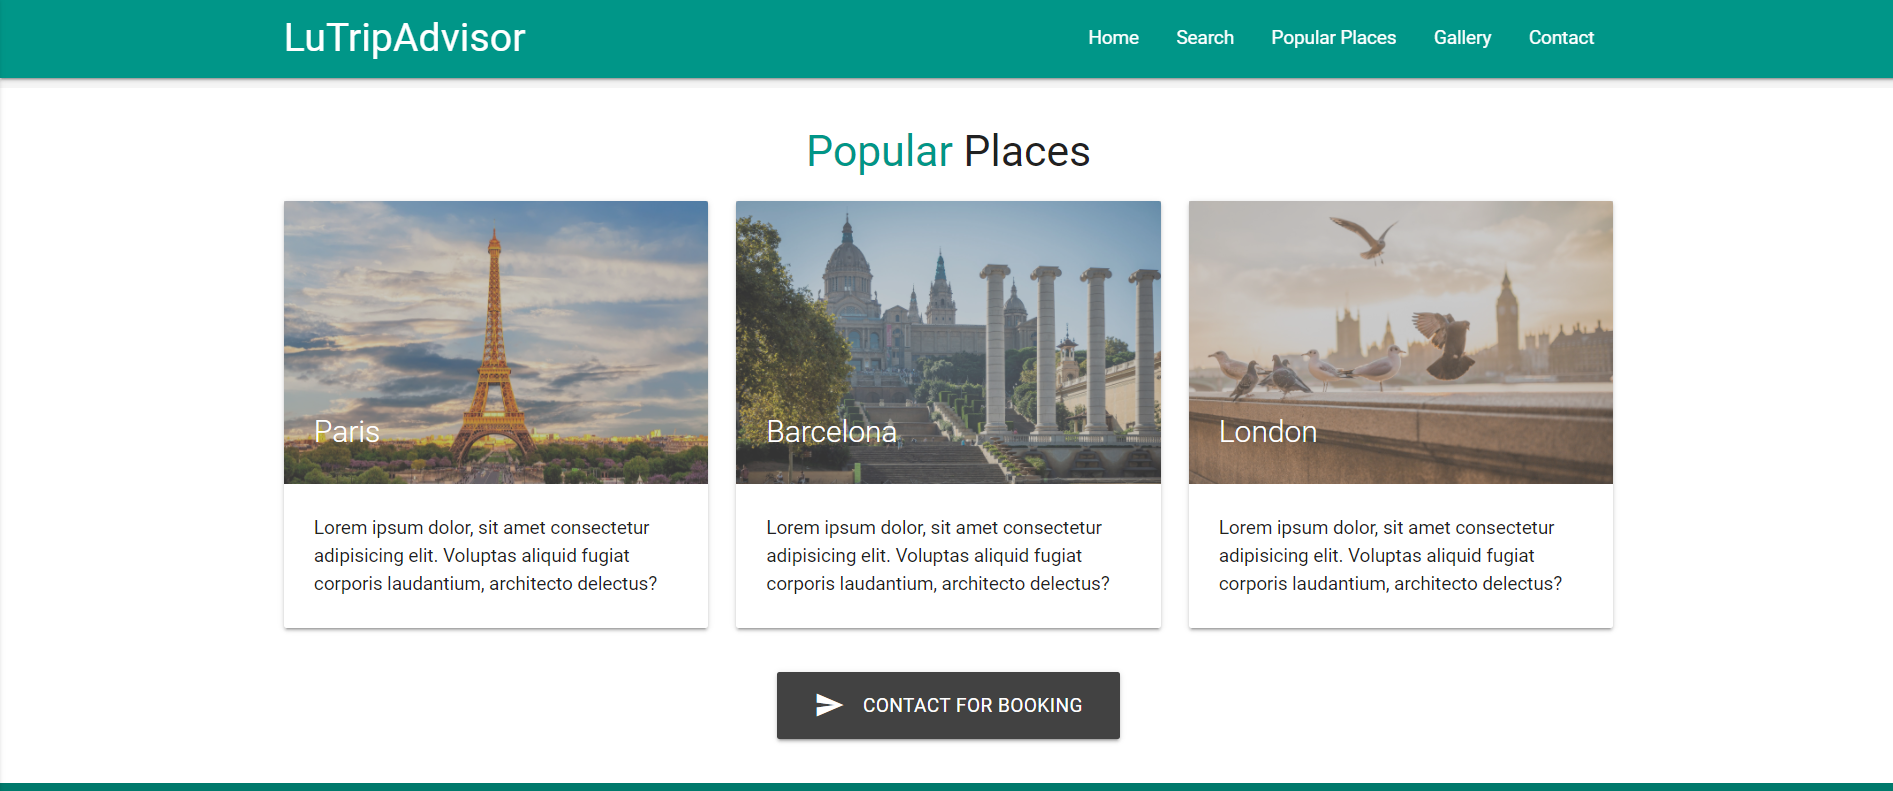 LuTripAdvisor
Home Search Popular Places Gallery Contact
Popular Places
Paris
Lorem ipsum dolor, sit amet consectetur
adipisicing elit. Voluptas aliquid fugiat
corporis laudantium, architecto delectus?
Barcelona
Lorem ipsum dolor, sit amet consectetur
adipisicing elit. Voluptas aliquid fugiat
corporis laudantium, architecto delectus?
London
Lorem ipsum dolor, sit amet consectetur
adipisicing elit. Voluptas aliquid fugiat
corporis laudantium, architecto delectus?
CONTACT FOR BOOKING